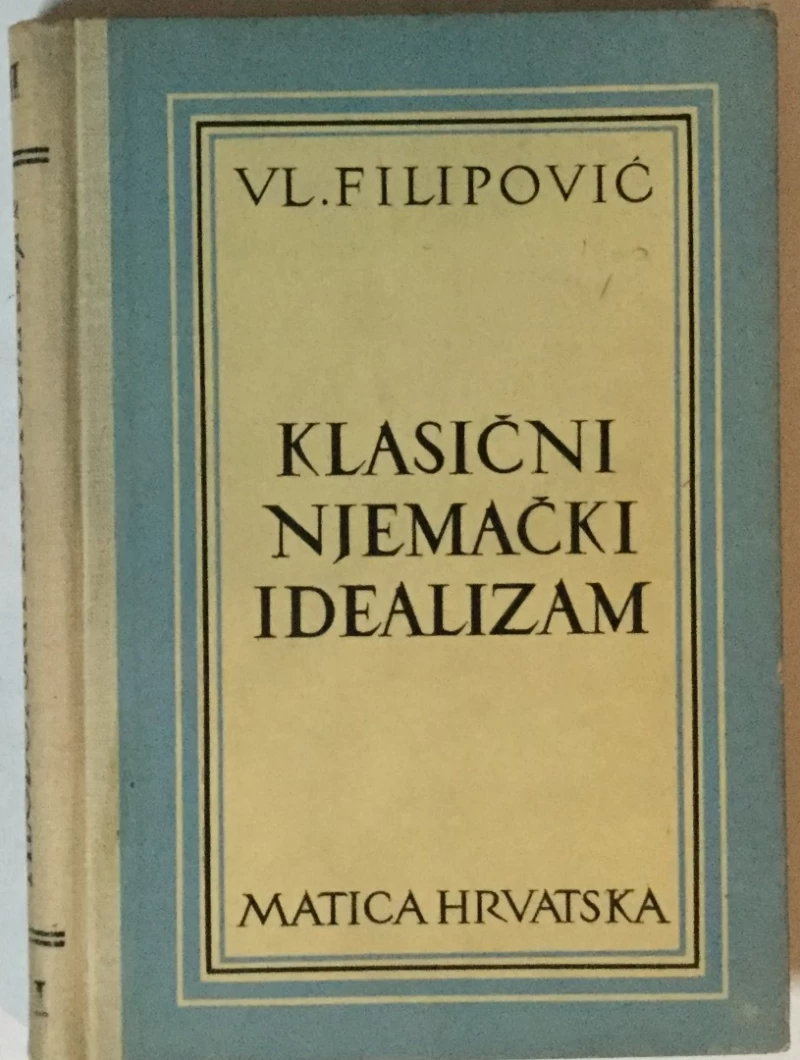 VL. FILIPOVIĆ
KLASIČNI
NJEMAČKI
IDEALIZAM
MATICA HRVATSKA